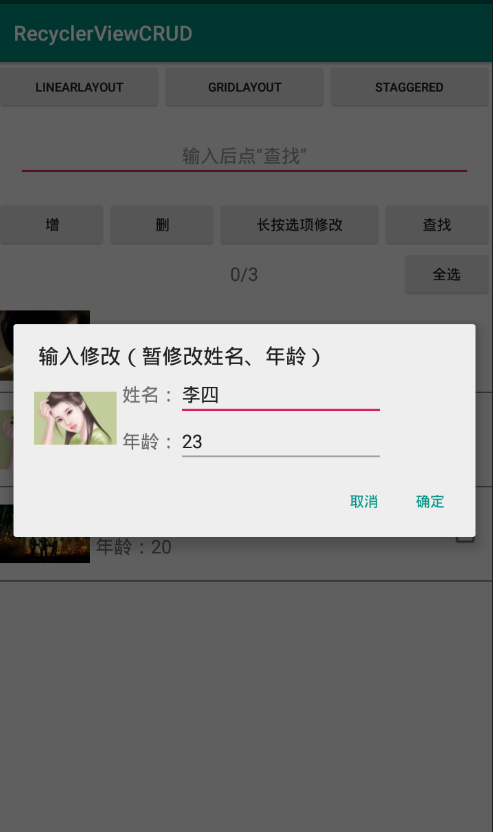 RecyclerViewCRUD
LINEARLAYOUT GRIDLAYOUT STAGGERED
输入后点"查找"
增 删 长按选项修改 查找
0/3 全选
输入修改（暂修改姓名、年龄）
姓名： 李四
年龄： 23
取消 确定
年龄：20